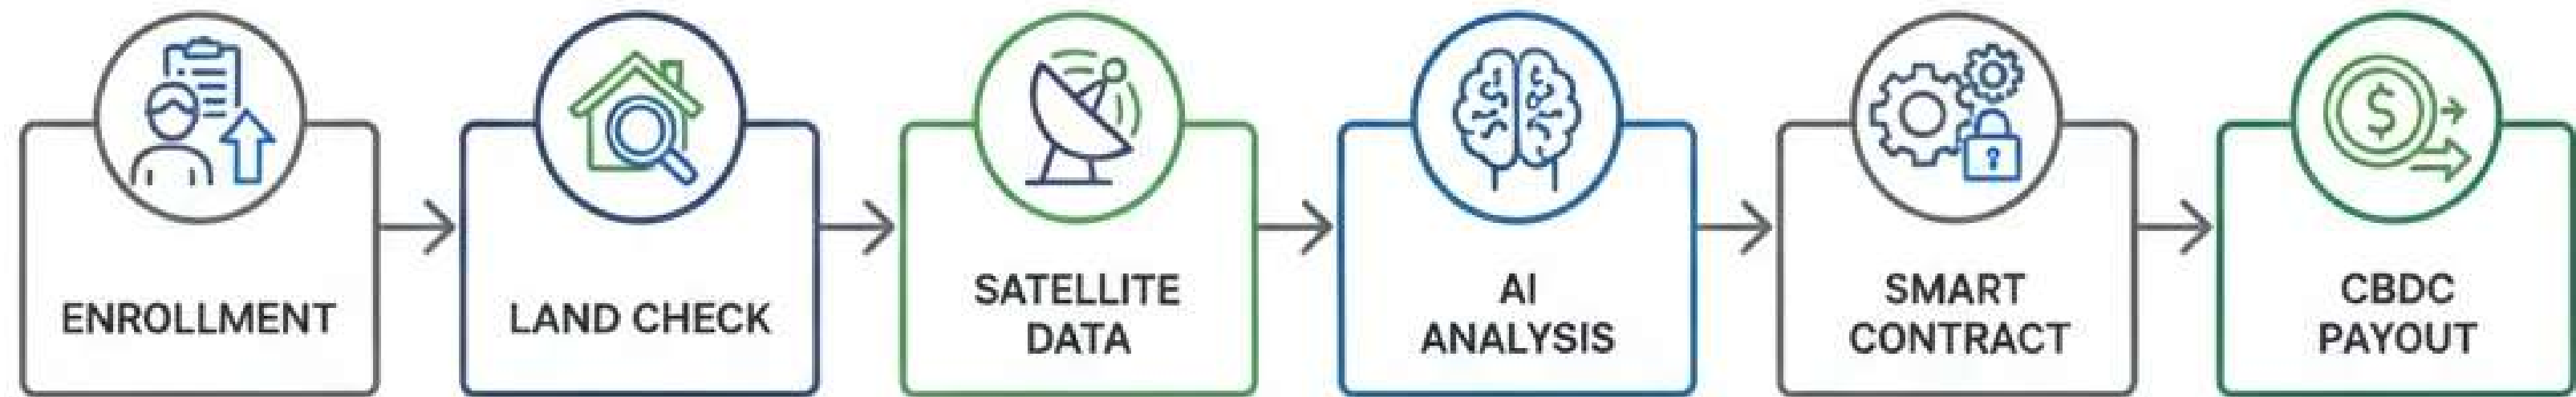 ENROLLMENT
LAND CHECK
SATELLITE
DATA
AI
ANALYSIS
SMART
CONTRACT
$
CBDC
PAYOUT